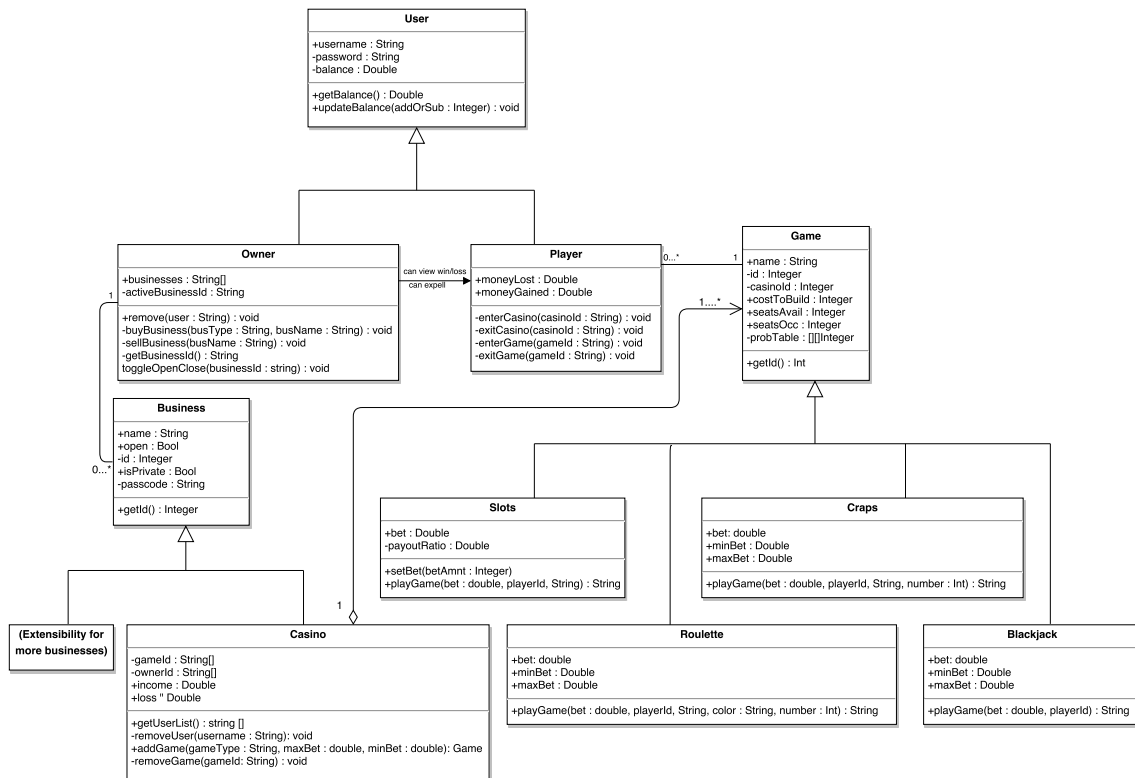 User
+username : String
-password : String
-balance : Double
+getBalance() : Double
+updateBalance(addOrSub : Integer) : void
Owner
+businesses : String[]
-activeBusinessId : String
+remove(user : String) : void
-buyBusiness(busType : String, busName : String) : void
-sellBusiness(busName : String) : void
-getBusinessId() : String
toggleOpenClose(businessId : string) : void
can view win/loss
can expell
Player
+moneyLost : Double
+moneyGained : Double
-enterCasino(casinoId : String) : void
-exitCasino(casinoId : String) : void
-enterGame(gameId : String) : void
-exitGame(gameId : String) : void
0...*
1
Game
+name : String
-id : Integer
-casinoId : Integer
+costToBuild : Integer
+seatsAvail : Integer
+seatsOcc : Integer
-probTable : [][]Integer
+getId() : Int
1
0...*
1....*
1
Business
+name : String
+open : Bool
-id : Integer
+isPrivate : Bool
-passcode : String
+getId() : Integer
Slots
+bet : Double
-payoutRatio : Double
+setBet(betAmnt : Integer)
+playGame(bet : double, playerId, String) : String
Craps
+bet: double
+minBet : Double
+maxBet : Double
+playGame(bet : double, playerId, String, number : Int) : String
(Extensibility for
more businesses)
Casino
-gameId : String[]
-ownerId : String[]
+income : Double
+loss " Double
+getUserList() : string []
-removeUser(username : String): void
+addGame(gameType : String, maxBet : double, minBet : double): Game
-removeGame(gameId: String) : void
Roulette
+bet: double
+minBet : Double
+maxBet : Double
+playGame(bet : double, playerId, String, color : String, number : Int) : String
Blackjack
+bet: double
+minBet : Double
+maxBet : Double
+playGame(bet : double, playerId) : String